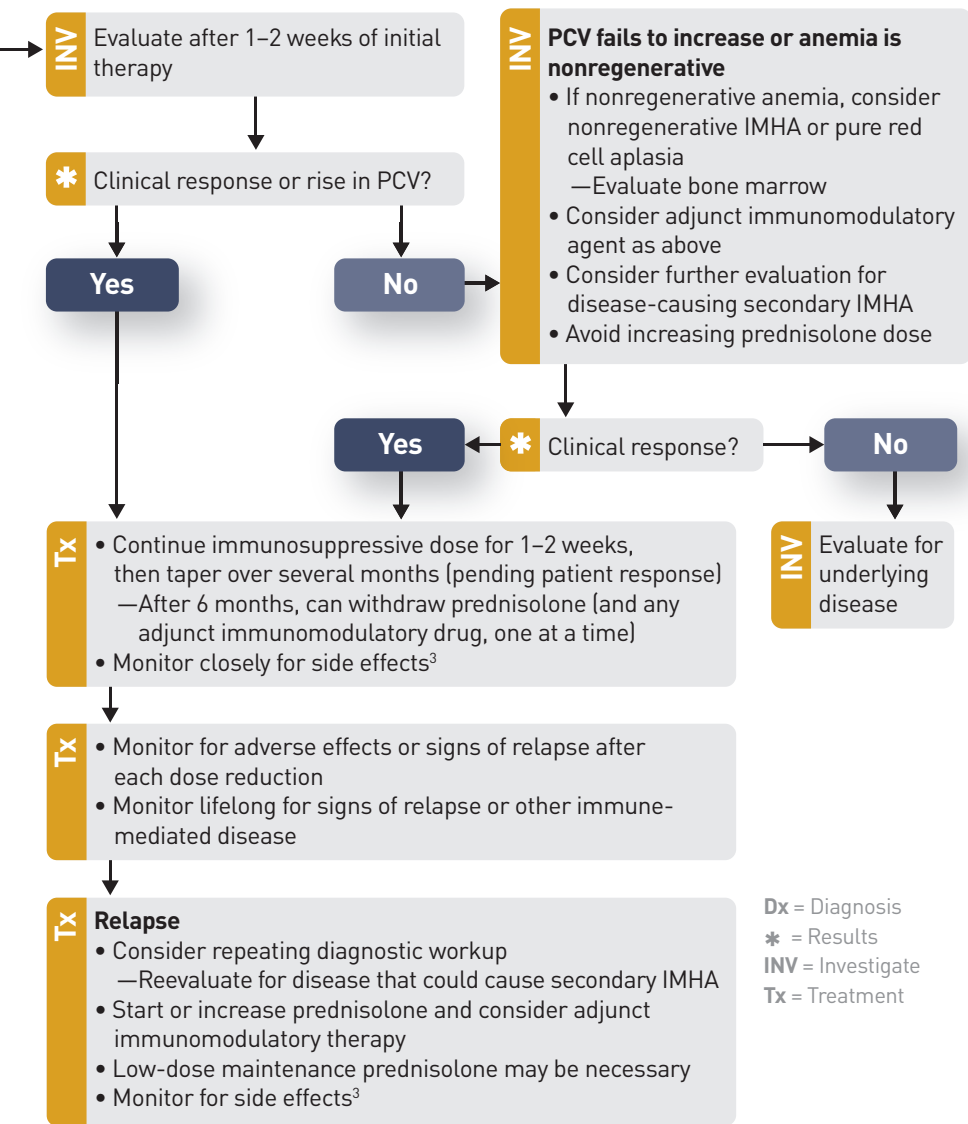 INV
Evaluate after 1–2 weeks of initial
therapy
✱
Clinical response or rise in PCV?
Yes
No
INV
PCV fails to increase or anemia is
nonregenerative
• If nonregenerative anemia, consider
nonregenerative IMHA or pure red
cell aplasia
—Evaluate bone marrow
• Consider adjunct immunomodulatory
agent as above
• Consider further evaluation for
disease-causing secondary IMHA
• Avoid increasing prednisolone dose
Yes
✱
Clinical response?
No
Tx
• Continue immunosuppressive dose for 1–2 weeks,
then taper over several months (pending patient response)
—After 6 months, can withdraw prednisolone (and any
adjunct immunomodulatory drug, one at a time)
• Monitor closely for side effects³
INV
Evaluate for
underlying
disease
Tx
• Monitor for adverse effects or signs of relapse after
each dose reduction
• Monitor lifelong for signs of relapse or other immune-
mediated disease
Tx
Relapse
• Consider repeating diagnostic workup
—Reevaluate for disease that could cause secondary IMHA
• Start or increase prednisolone and consider adjunct
immunomodulatory therapy
• Low-dose maintenance prednisolone may be necessary
• Monitor for side effects³
Dx = Diagnosis
✱ = Results
INV = Investigate
Tx = Treatment